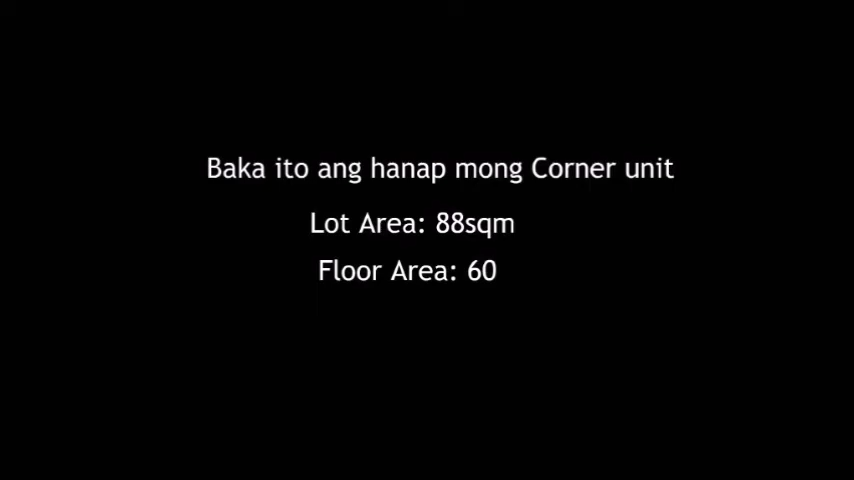 Baka ito ang hanap mong Corner unit
Lot Area: 88sqm
Floor Area: 60